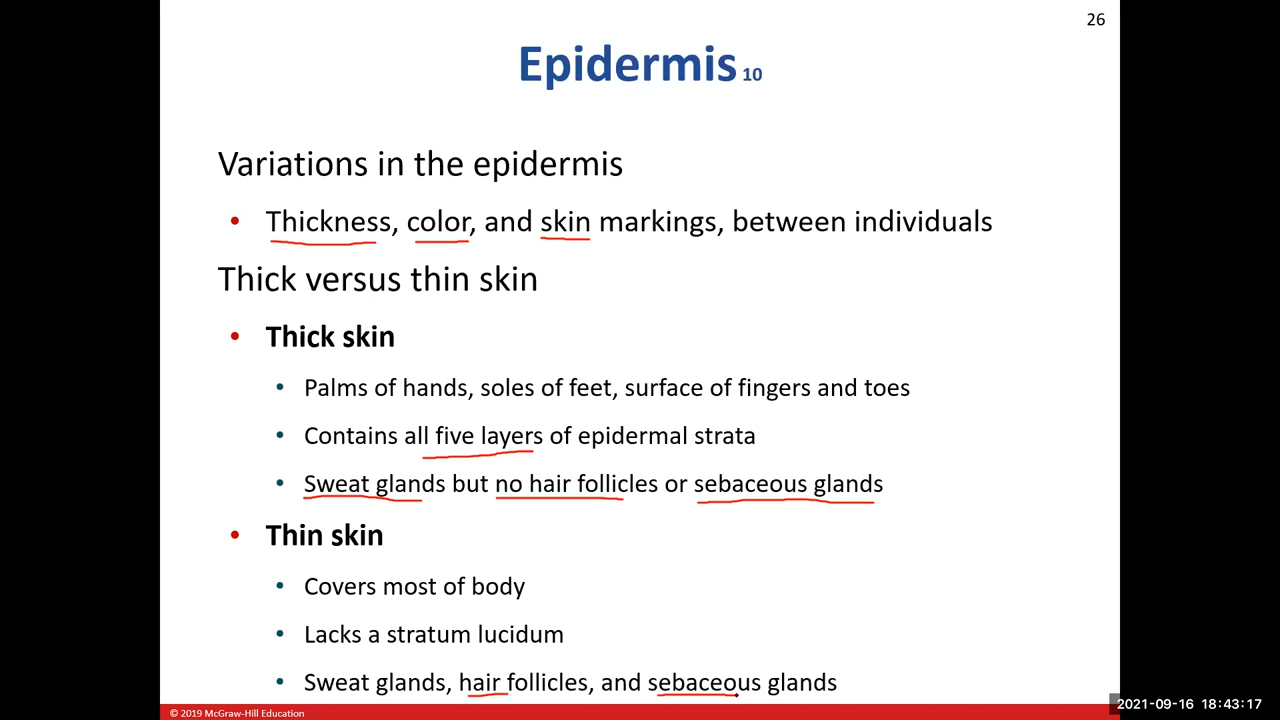 26
Epidermis 10
Variations in the epidermis
• Thickness, color, and skin markings, between individuals
Thick versus thin skin
• Thick skin
• Palms of hands, soles of feet, surface of fingers and toes
• Contains all five layers of epidermal strata
• Sweat glands but no hair follicles or sebaceous glands
• Thin skin
• Covers most of body
• Lacks a stratum lucidum
• Sweat glands, hair follicles, and sebaceous glands
© 2019 McGraw-Hill Education
2021-09-16 18:43:17